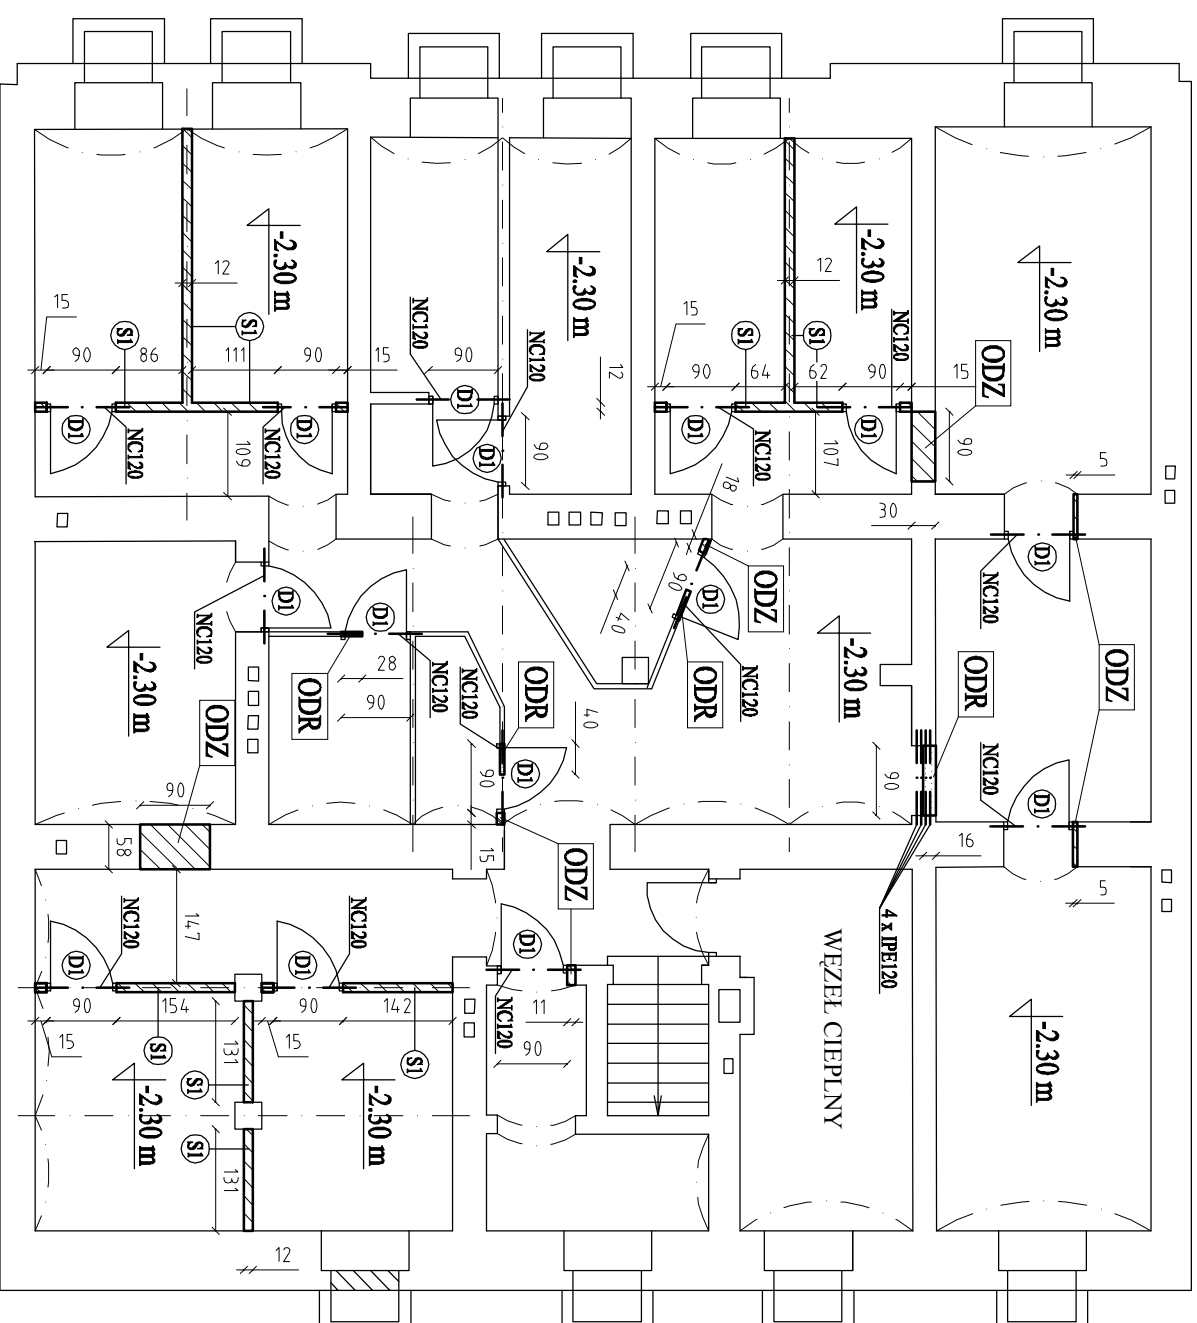 -2.30 m
-2.30 m
-2.30 m
-2.30 m
-2.30 m
12
12
15
S1
S1
90
86
111
90
15
NC120
90
NC120
12
15
S1
S1
NC120
90
64
62
90
15
ODZ
D1
NC120
109
NC120
D1
D1
D1
90
D1
NC120
107
D1
90
5
18
30
D1
NC120
90
40
D1
ODZ
D1
NC120
D1
-2.30 m
ODZ
ODR
28
90
NC120
NC120
ODR
40
90
D1
ODR
NC120
-2.30 m
90
ODR
ODZ
NC120
D1
90
58
15
ODZ
16
5
147
NC120
NC120
D1
D1
D1
4 x IPE120
WĘZEŁ CIEPLNY
90
154
90
142
15
S1
131
15
S1
S1
NC120
11
90
-2.30 m
-2.30 m
-2.30 m
S1
131
12